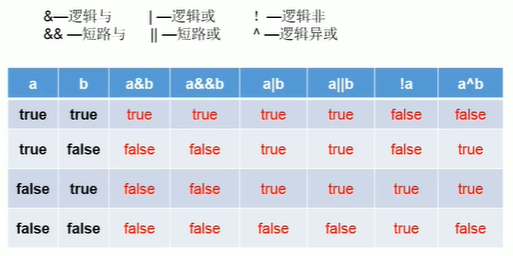 &—逻辑与 | —逻辑或 ! —逻辑非
&& —短路与 || —短路或 ^ —逻辑异或
a b a&b a&&b a|b a||b !a a^b
true true true true true true false false
true false false false true true false true
false true false false true true true true
false false false false false false true false